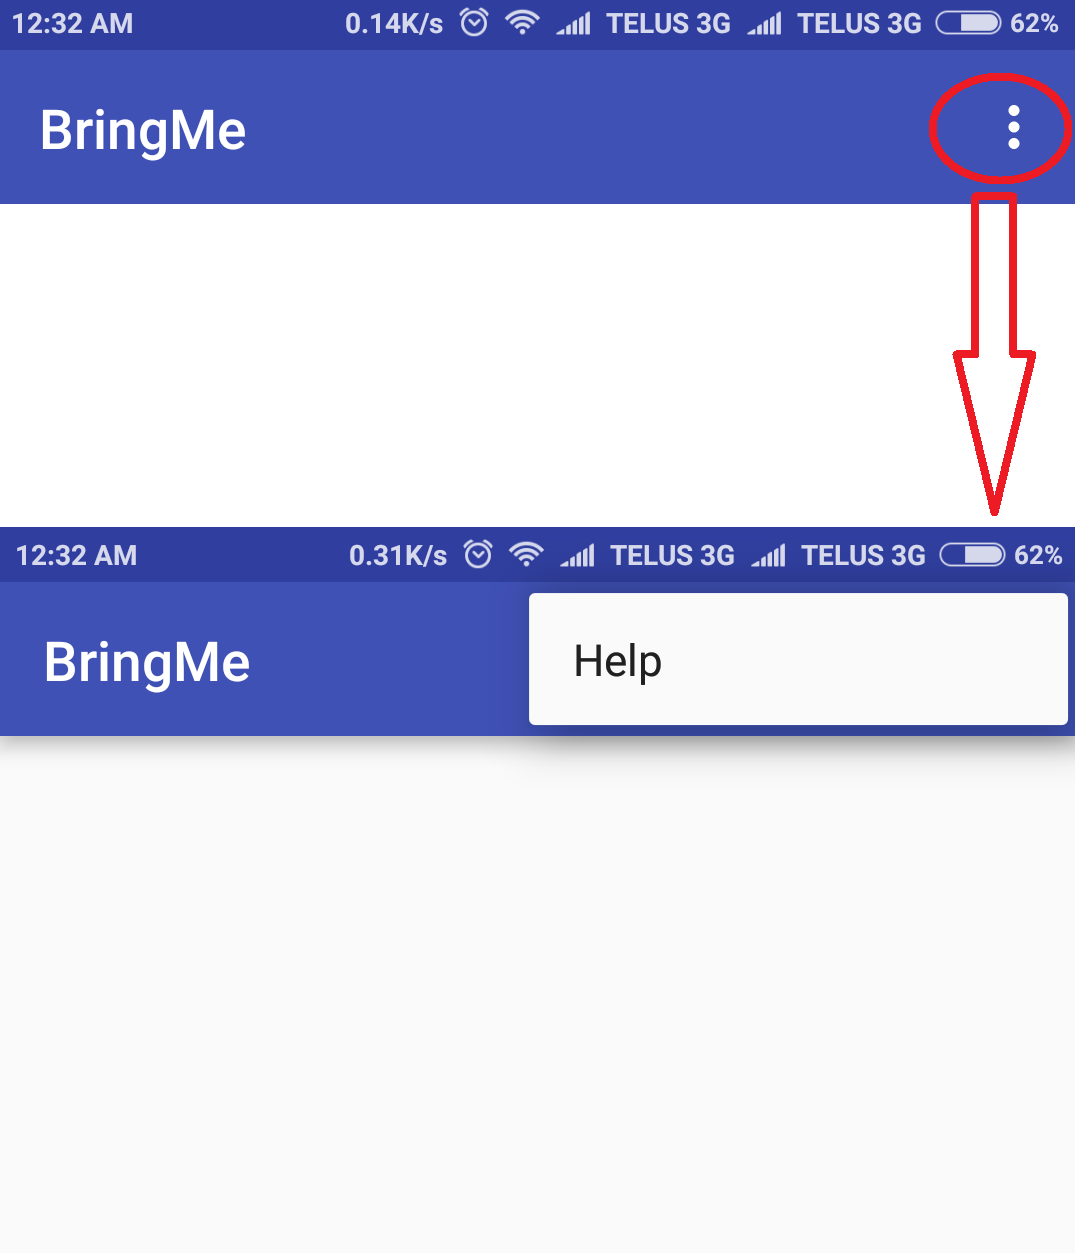 12:32 AM 0.14K/s TELUS 3G TELUS 3G 62%
BringMe
12:32 AM 0.31K/s TELUS 3G TELUS 3G 62%
BringMe Help